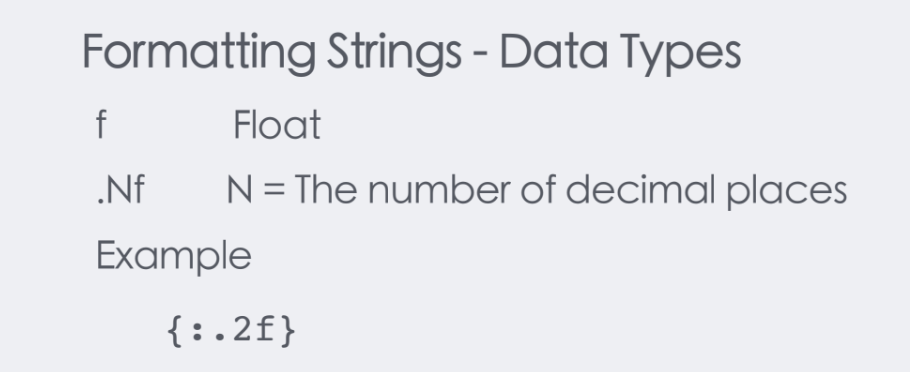 Formatting Strings - Data Types
f Float
.Nf N = The number of decimal places
Example
{:.2f}